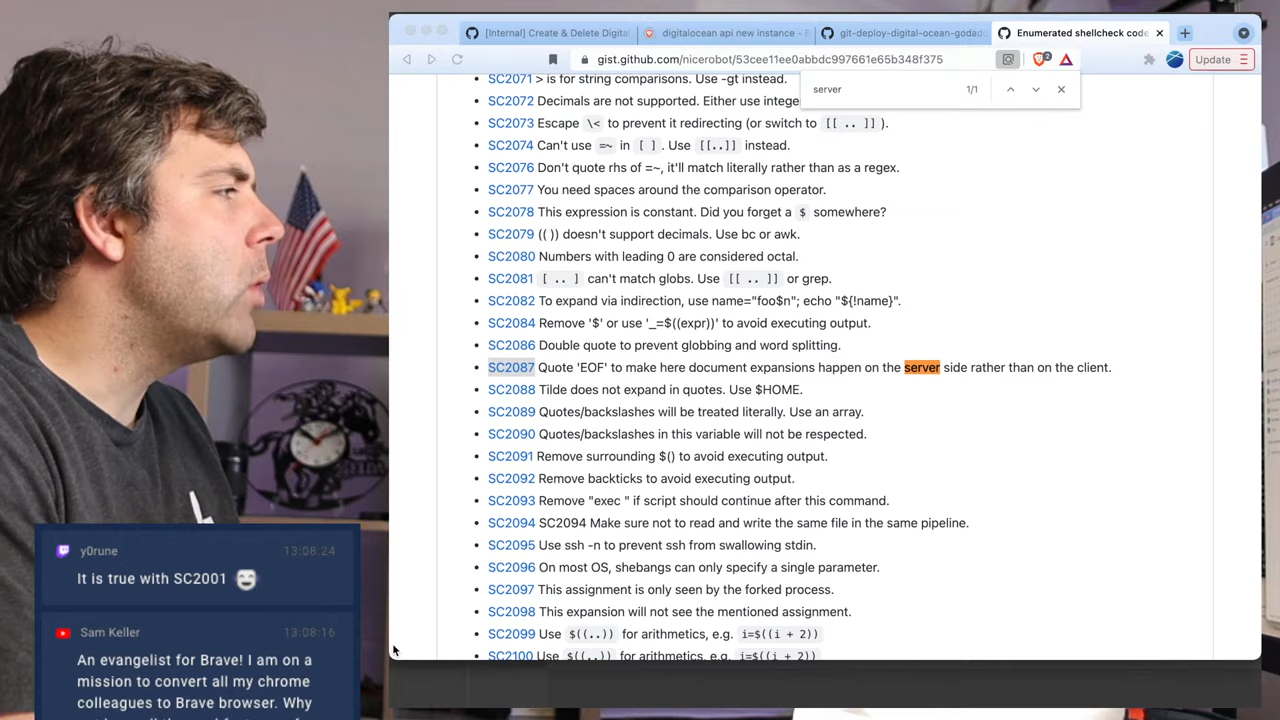 [Internal] Create & Delete Digital
digitalocean api new instance - B
git-deploy-digital-ocean-godado
Enumerated shellcheck code
gist.github.com/nicerobot/53cee11ee0abbdc997661e65b348f375
2
Update
server
1/1
SC2071 > is for string comparisons. Use -gt instead.
SC2072 Decimals are not supported. Either use intege
SC2073 Escape \< to prevent it redirecting (or switch to [[ .. ]] ).
SC2074 Can't use =~ in [ ] . Use [[..]] instead.
SC2076 Don't quote rhs of =~, it'll match literally rather than as a regex.
SC2077 You need spaces around the comparison operator.
SC2078 This expression is constant. Did you forget a $ somewhere?
SC2079 (( )) doesn't support decimals. Use bc or awk.
SC2080 Numbers with leading 0 are considered octal.
SC2081 [ .. ] can't match globs. Use [[ .. ]] or grep.
SC2082 To expand via indirection, use name="foo$n"; echo "${!name}".
SC2084 Remove '$' or use '_=$((expr))' to avoid executing output.
SC2086 Double quote to prevent globbing and word splitting.
SC2087 Quote 'EOF' to make here document expansions happen on the server side rather than on the client.
SC2088 Tilde does not expand in quotes. Use $HOME.
SC2089 Quotes/backslashes will be treated literally. Use an array.
SC2090 Quotes/backslashes in this variable will not be respected.
SC2091 Remove surrounding $() to avoid executing output.
SC2092 Remove backticks to avoid executing output.
SC2093 Remove "exec " if script should continue after this command.
SC2094 SC2094 Make sure not to read and write the same file in the same pipeline.
SC2095 Use ssh -n to prevent ssh from swallowing stdin.
SC2096 On most OS, shebangs can only specify a single parameter.
SC2097 This assignment is only seen by the forked process.
SC2098 This expansion will not see the mentioned assignment.
SC2099 Use $((..)) for arithmetics, e.g. i=$((i + 2))
SC2100 Use $((..)) for arithmetics, e.g. i=$((i + 2))
y0rune 13:08:24
It is true with SC2001
Sam Keller 13:08:16
An evangelist for Brave! I am on a
mission to convert all my chrome
colleagues to Brave browser. Why